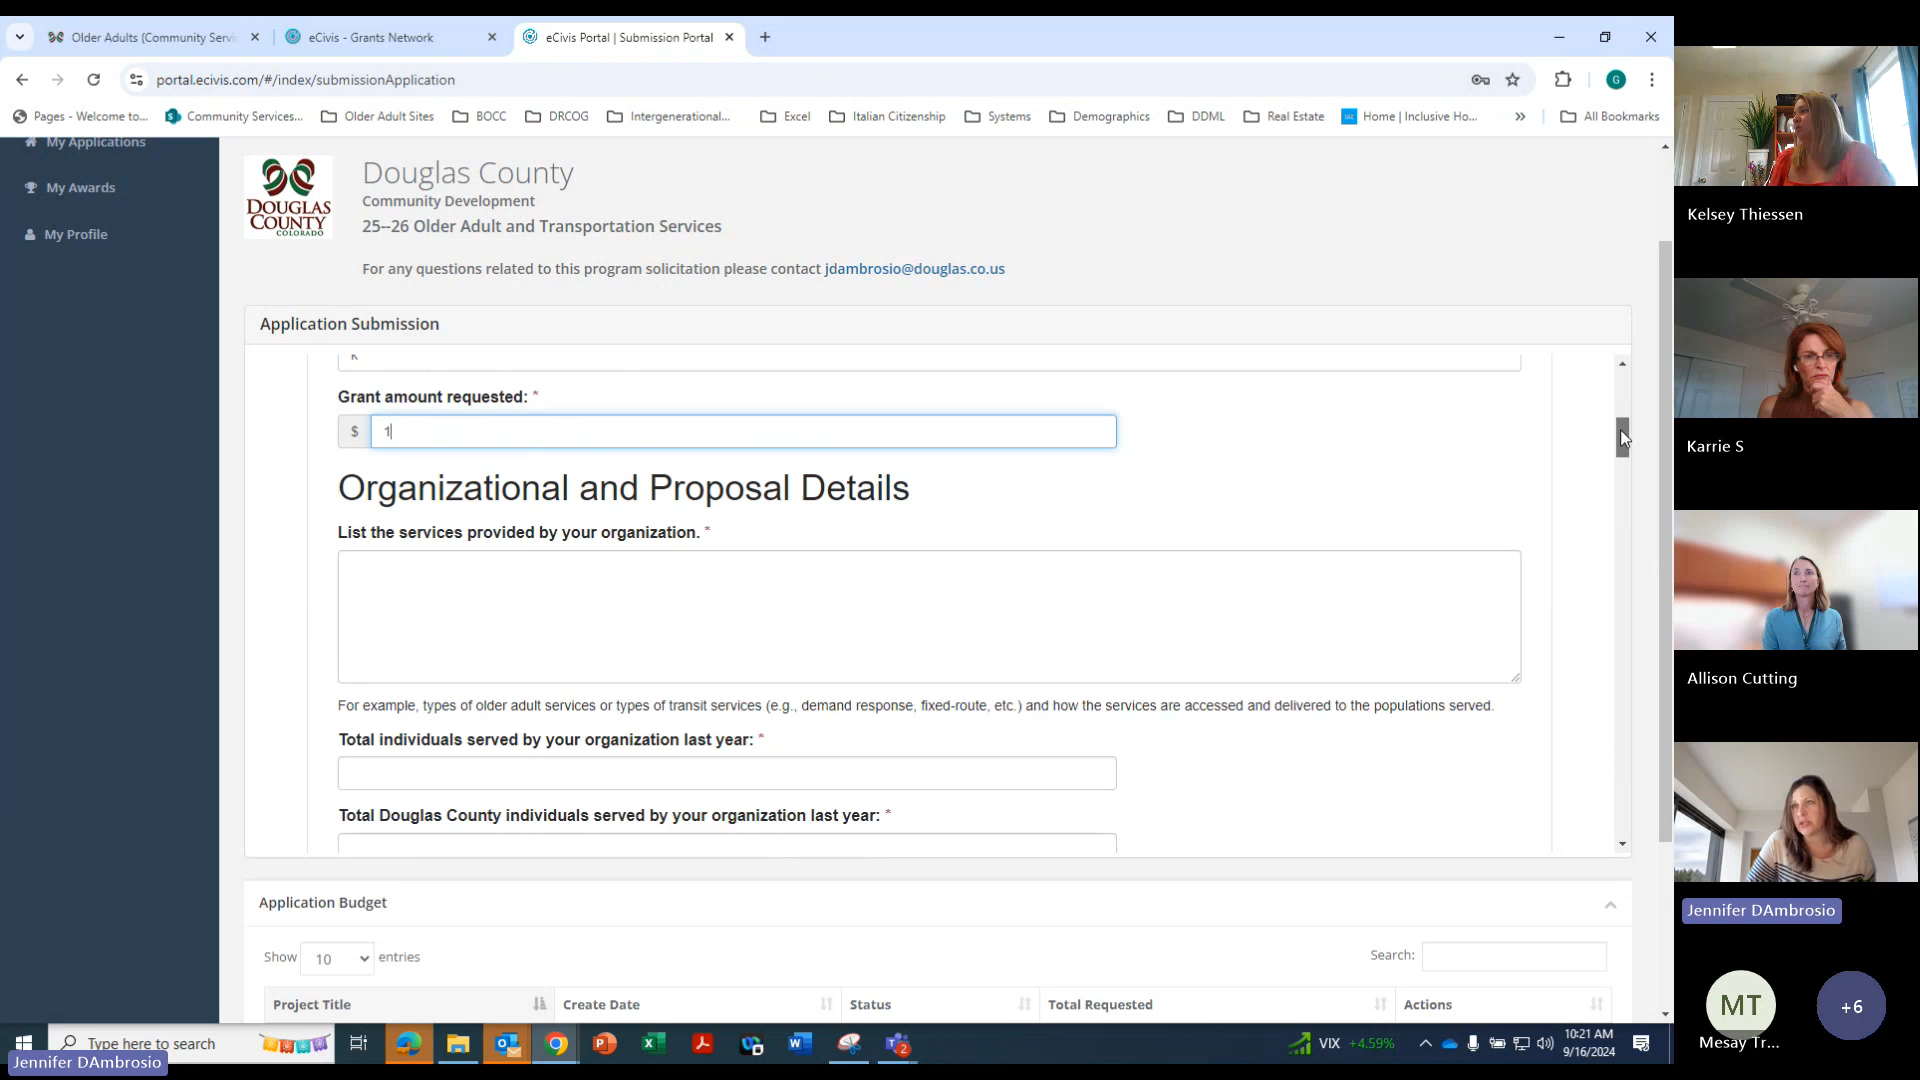 Older Adults (Community Servi
eCivis - Grants Network
eCivis Portal | Submission Portal
portal.ecivis.com/#/index/submissionApplication
G
Pages - Welcome to...
Community Services...
Older Adult Sites
BOCC
DRCOG
Intergenerational...
Excel
Italian Citizenship
Systems
Demographics
DDML
Real Estate
Home | Inclusive Ho...
»
All Bookmarks
My Applications
My Awards
My Profile
DOUGLAS
COUNTY
COLORADO
Douglas County
Community Development
25--26 Older Adult and Transportation Services
For any questions related to this program solicitation please contact jdambrosio@douglas.co.us
Application Submission
Grant amount requested: *
$ 1
Organizational and Proposal Details
List the services provided by your organization. *
For example, types of older adult services or types of transit services (e.g., demand response, fixed-route, etc.) and how the services are accessed and delivered to the populations served.
Total individuals served by your organization last year: *
Total Douglas County individuals served by your organization last year: *
Application Budget
Show 10 entries
Search:
Project Title
Create Date
Status
Total Requested
Actions
Type here to search
VIX +4.59%
10:21 AM
9/16/2024
Jennifer DAmbrosio
Kelsey Thiessen
Karrie S
Allison Cutting
Jennifer DAmbrosio
MT
+6
Mesay Tr...